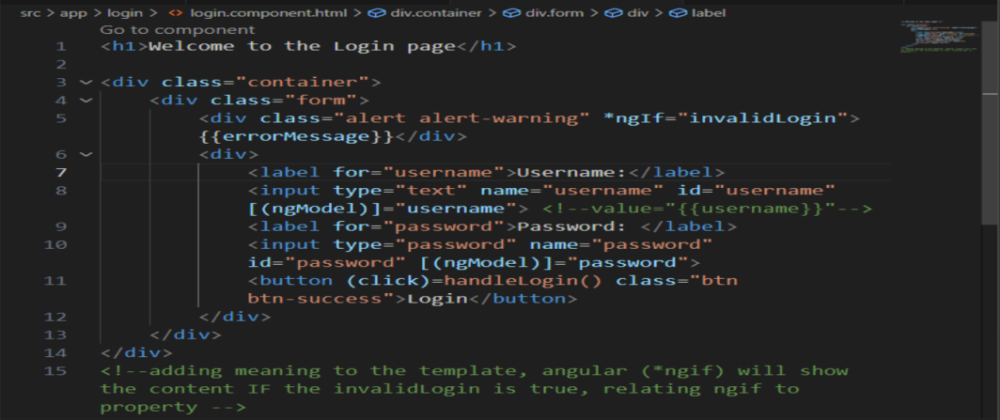 src > app > login > <> login.component.html > div.container > div.form > div > label
Go to component
1 <h1>Welcome to the Login page</h1>
2
3 <div class="container">
4 <div class="form">
5 <div class="alert alert-warning" *ngIf="invalidLogin">
{{errorMessage}}</div>
6 <div>
7 <label for="username">Username:</label>
8 <input type="text" name="username" id="username"
[(ngModel)]="username"> <!--value="{{username}}"-->
9 <label for="password">Password: </label>
10 <input type="password" name="password"
id="password" [(ngModel)]="password">
11 <button (click)=handleLogin() class="btn
btn-success">Login</button>
12 </div>
13 </div>
14 </div>
15 <!--adding meaning to the template, angular (*ngif) will show
the content IF the invalidLogin is true, relating ngif to
property -->